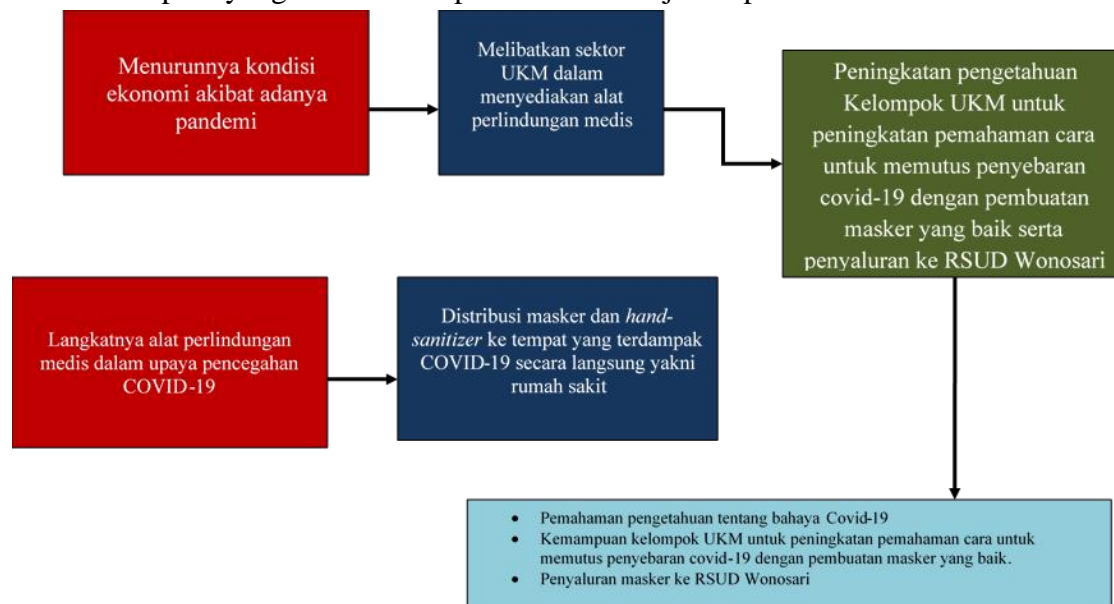 Menurunnya kondisi
ekonomi akibat adanya
pandemi
Melibatkan sektor
UKM dalam
menyediakan alat
perlindungan medis
Peningkatan pengetahuan
Kelompok UKM untuk
peningkatan pemahaman cara
untuk memutus penyebaran
covid-19 dengan pembuatan
masker yang baik serta
penyaluran ke RSUD Wonosari
Langkatnya alat perlindungan
medis dalam upaya pencegahan
COVID-19
Distribusi masker dan hand-
sanitizer ke tempat yang terdampak
COVID-19 secara langsung yakni
rumah sakit
• Pemahaman pengetahuan tentang bahaya Covid-19
• Kemampuan kelompok UKM untuk peningkatan pemahaman cara untuk
memutus penyebaran covid-19 dengan pembuatan masker yang baik.
• Penyaluran masker ke RSUD Wonosari